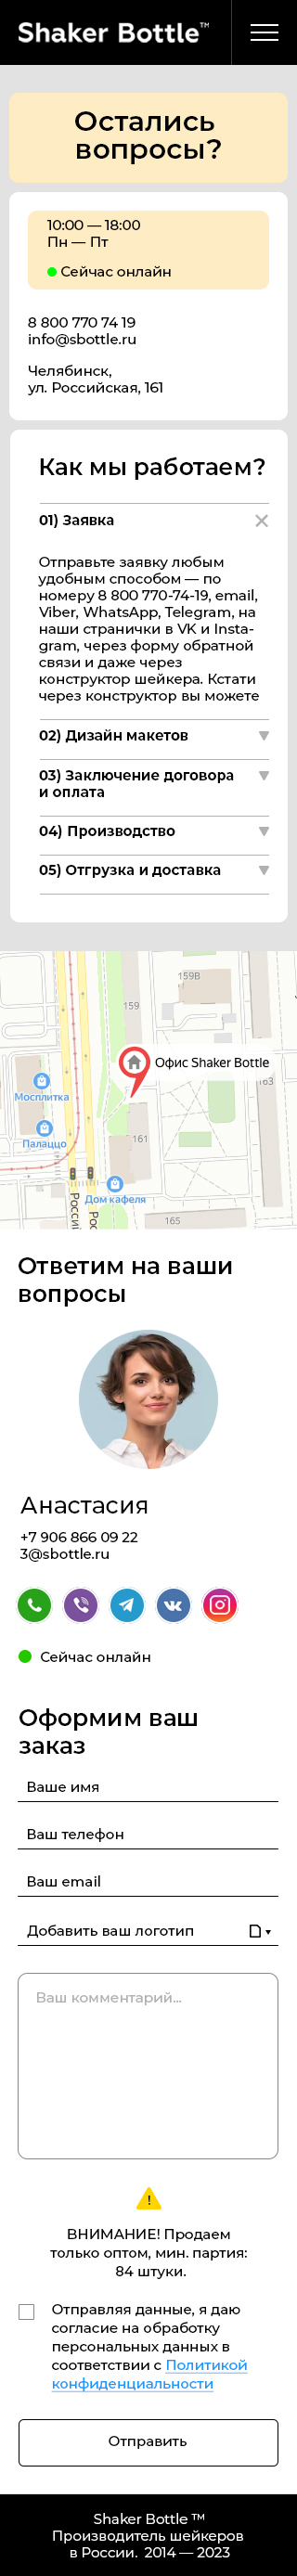 Shaker Bottle™
Остались
вопросы?
10:00 — 18:00
Пн — Пт
Сейчас онлайн
8 800 770 74 19
info@sbottle.ru
Челябинск,
ул. Российская, 161
Как мы работаем?
01) Заявка
Отправьте заявку любым
удобным способом — по
номеру 8 800 770-74-19, email,
Viber, WhatsApp, Telegram, на
наши странички в VK и Insta-
gram, через форму обратной
связи и даже через
конструктор шейкера. Кстати
через конструктор вы можете
02) Дизайн макетов
03) Заключение договора
и оплата
04) Производство
05) Отгрузка и доставка
159В
159
Офис Shaker Bottle
163
Мосплитка
Палаццо
161
Дом кафеля
165
Ответим на ваши
вопросы
Анастасия
+7 906 866 09 22
3@sbottle.ru
Сейчас онлайн
Оформим ваш
заказ
Ваше имя
Ваш телефон
Ваш email
Добавить ваш логотип
Ваш комментарий...
ВНИМАНИЕ! Продаем
только оптом, мин. партия:
84 штуки.
Отправляя данные, я даю
согласие на обработку
персональных данных в
соответствии с Политикой
конфиденциальности
Отправить
Shaker Bottle ™
Производитель шейкеров
в России. 2014 — 2023